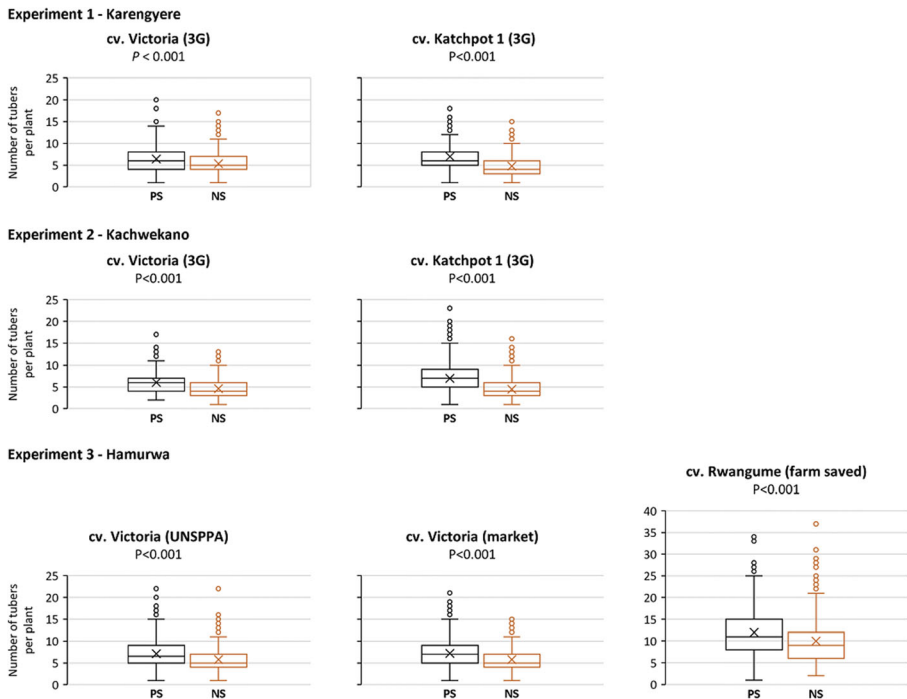 Experiment 1 - Karengyere
cv. Victoria (3G)
P < 0.001
cv. Katchpot 1 (3G)
P<0.001
Number of tubers
per plant
25
20
15
10
5
0
PS
NS
PS
NS
Experiment 2 - Kachwekano
cv. Victoria (3G)
P<0.001
cv. Katchpot 1 (3G)
P<0.001
Number of tubers
per plant
25
20
15
10
5
0
PS
NS
PS
NS
Experiment 3 - Hamurwa
cv. Victoria (UNSPPA)
P<0.001
cv. Victoria (market)
P<0.001
cv. Rwangume (farm saved)
P<0.001
Number of tubers
per plant
25
20
15
10
5
0
PS
NS
PS
NS
40
35
30
25
20
15
10
5
0
PS
NS